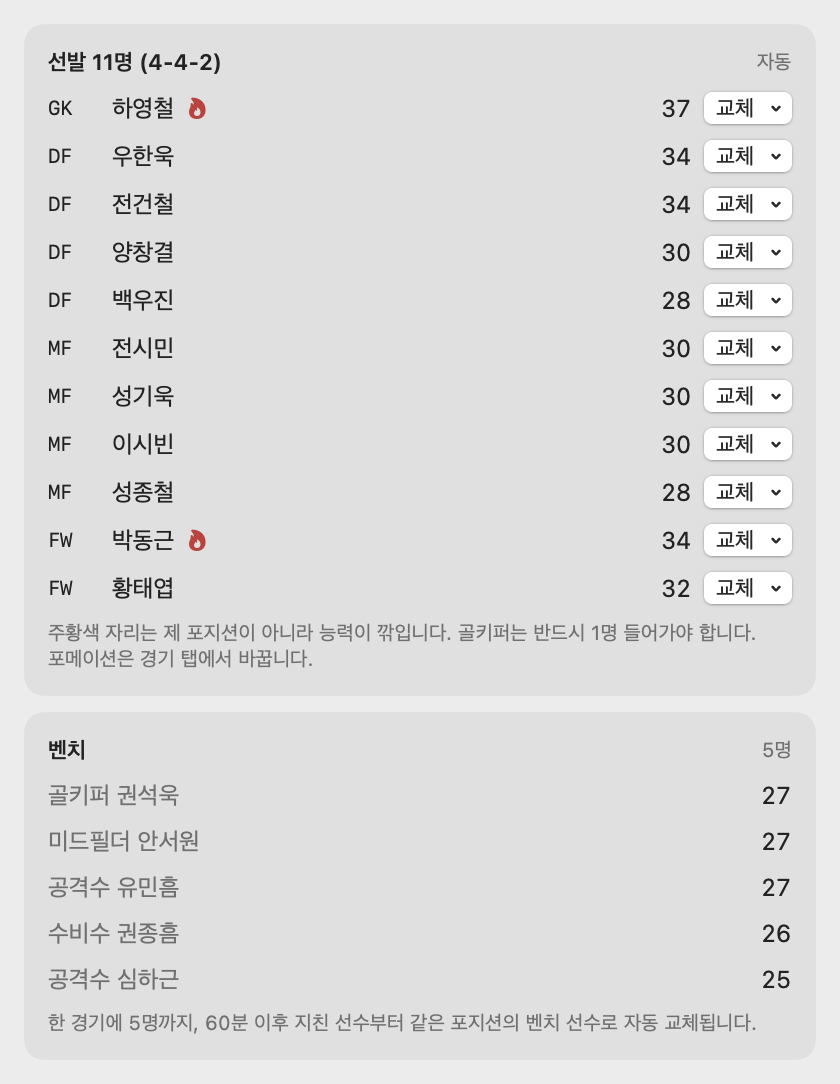 선발 11명 (4-4-2) 자동
GK 하영철 37 교체
DF 우한욱 34 교체
DF 전건철 34 교체
DF 양창결 30 교체
DF 백우진 28 교체
MF 전시민 30 교체
MF 성기욱 30 교체
MF 이시빈 30 교체
MF 성종철 28 교체
FW 박동근 34 교체
FW 황태엽 32 교체
주황색 자리는 제 포지션이 아니라 능력이 깎입니다. 골키퍼는 반드시 1명 들어가야 합니다.
포메이션은 경기 탭에서 바꿉니다.
벤치 5명
골키퍼 권석욱 27
미드필더 안서원 27
공격수 유민흠 27
수비수 권종흠 26
공격수 심하근 25
한 경기에 5명까지, 60분 이후 지친 선수부터 같은 포지션의 벤치 선수로 자동 교체됩니다.